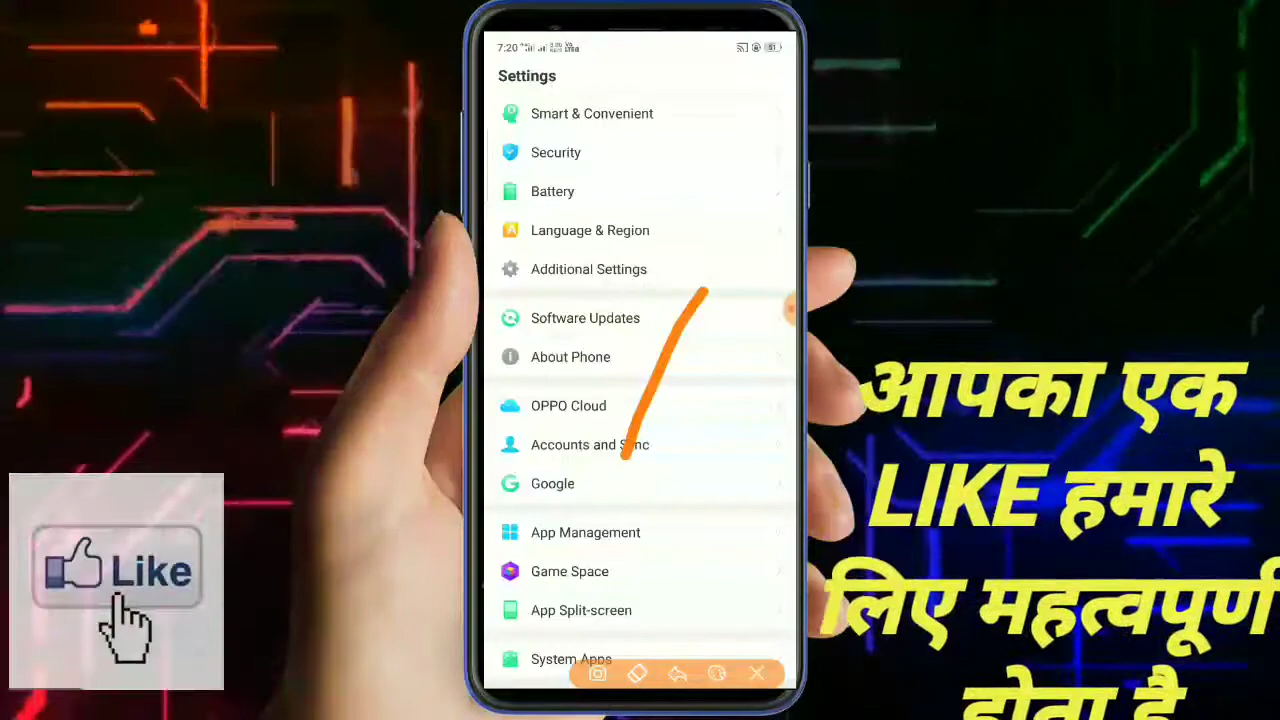 7:20
51
Settings
Smart & Convenient
Security
Battery
Language & Region
Additional Settings
Software Updates
About Phone
OPPO Cloud
Accounts and Sync
Google
App Management
Game Space
App Split-screen
System Apps
आपका एक
LIKE हमारे
लिए महत्वपूर्ण
होता है
Like